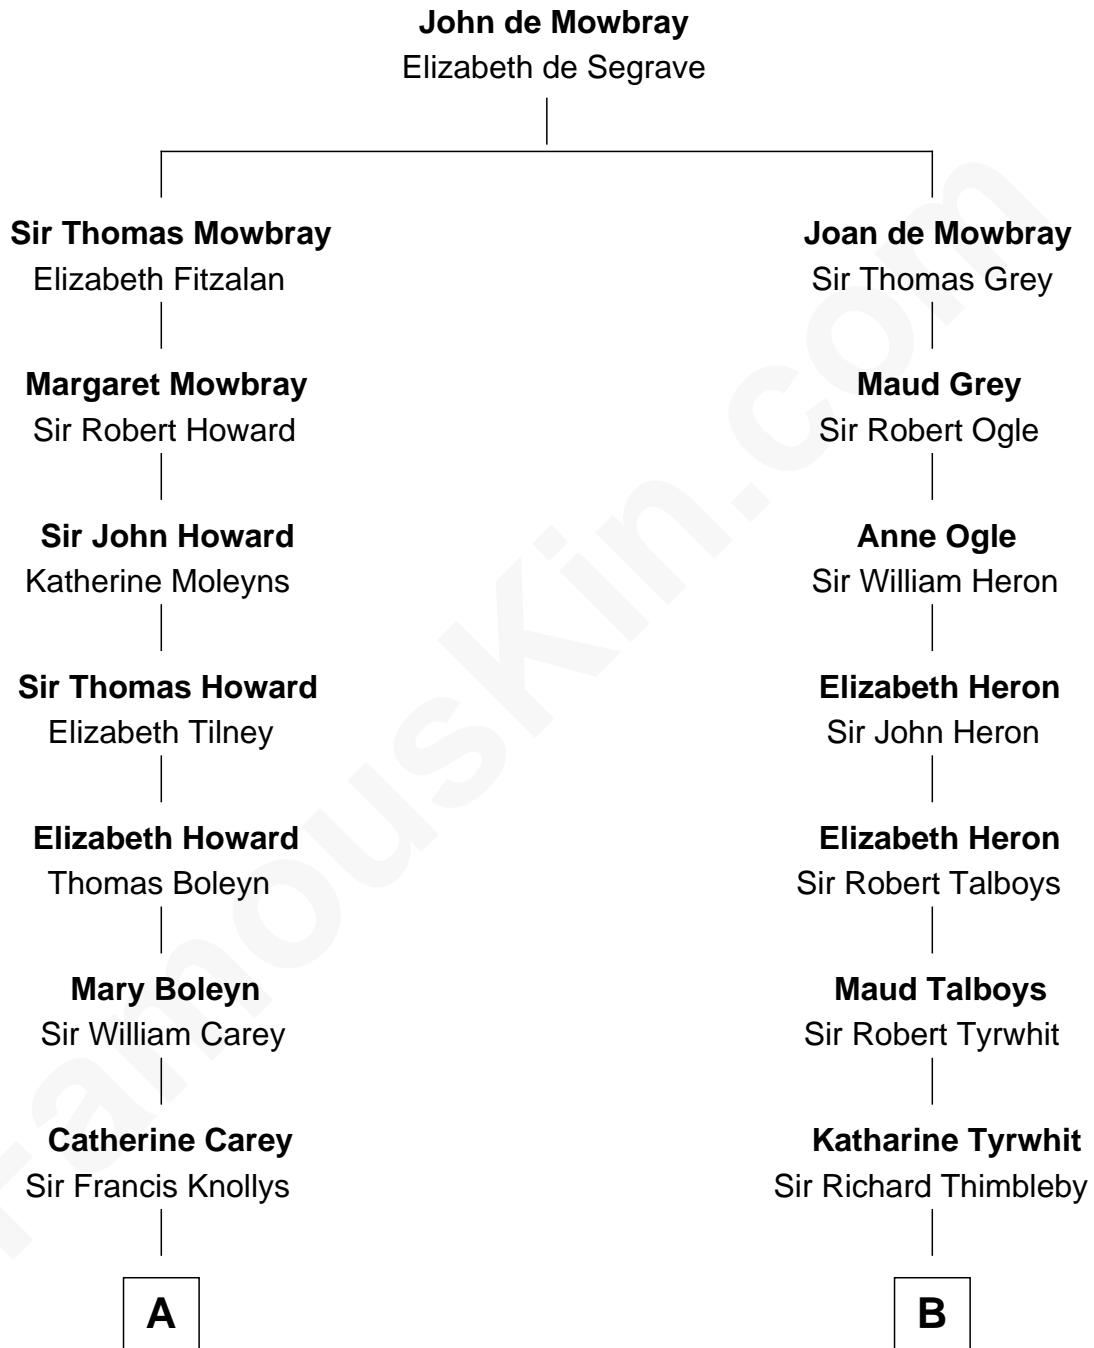 John de Mowbray
Elizabeth de Segrave
Sir Thomas Mowbray
Elizabeth Fitzalan
Joan de Mowbray
Sir Thomas Grey
Margaret Mowbray
Sir Robert Howard
Maud Grey
Sir Robert Ogle
Sir John Howard
Katherine Moleyns
Anne Ogle
Sir William Heron
Sir Thomas Howard
Elizabeth Tilney
Elizabeth Heron
Sir John Heron
Elizabeth Howard
Thomas Boleyn
Elizabeth Heron
Sir Robert Talboys
Mary Boleyn
Sir William Carey
Maud Talboys
Sir Robert Tyrwhit
Catherine Carey
Sir Francis Knollys
Katharine Tyrwhit
Sir Richard Thimbleby
A
B
FamousKin.com